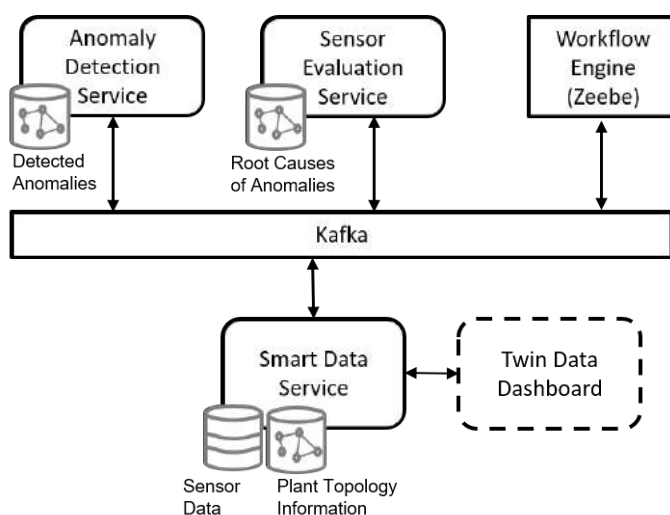 Anomaly
Detection
Service
Sensor
Evaluation
Service
Workflow
Engine
(Zeebe)
Detected
Anomalies
Root Causes
of Anomalies
Kafka
Smart Data
Service
Twin Data
Dashboard
Sensor
Data
Plant Topology
Information